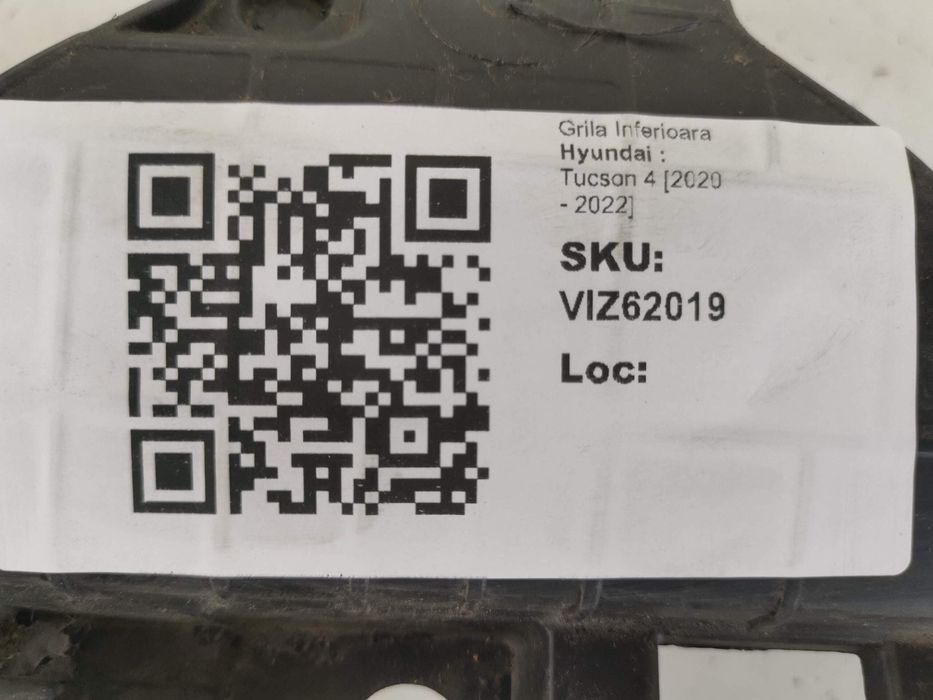 Grila Inferioara
Hyundai :
Tucson 4 [2020
- 2022]
SKU:
VIZ62019
Loc: